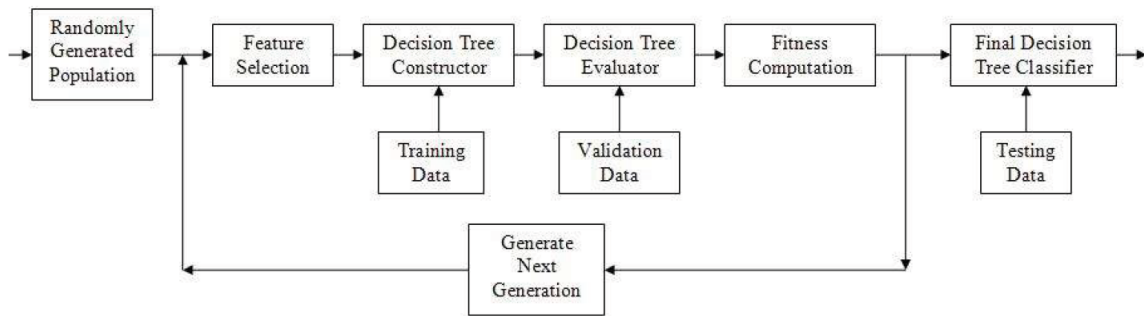 Randomly
Generated
Population
Feature
Selection
Decision Tree
Constructor
Decision Tree
Evaluator
Fitness
Computation
Final Decision
Tree Classifier
Training
Data
Validation
Data
Testing
Data
Generate
Next
Generation